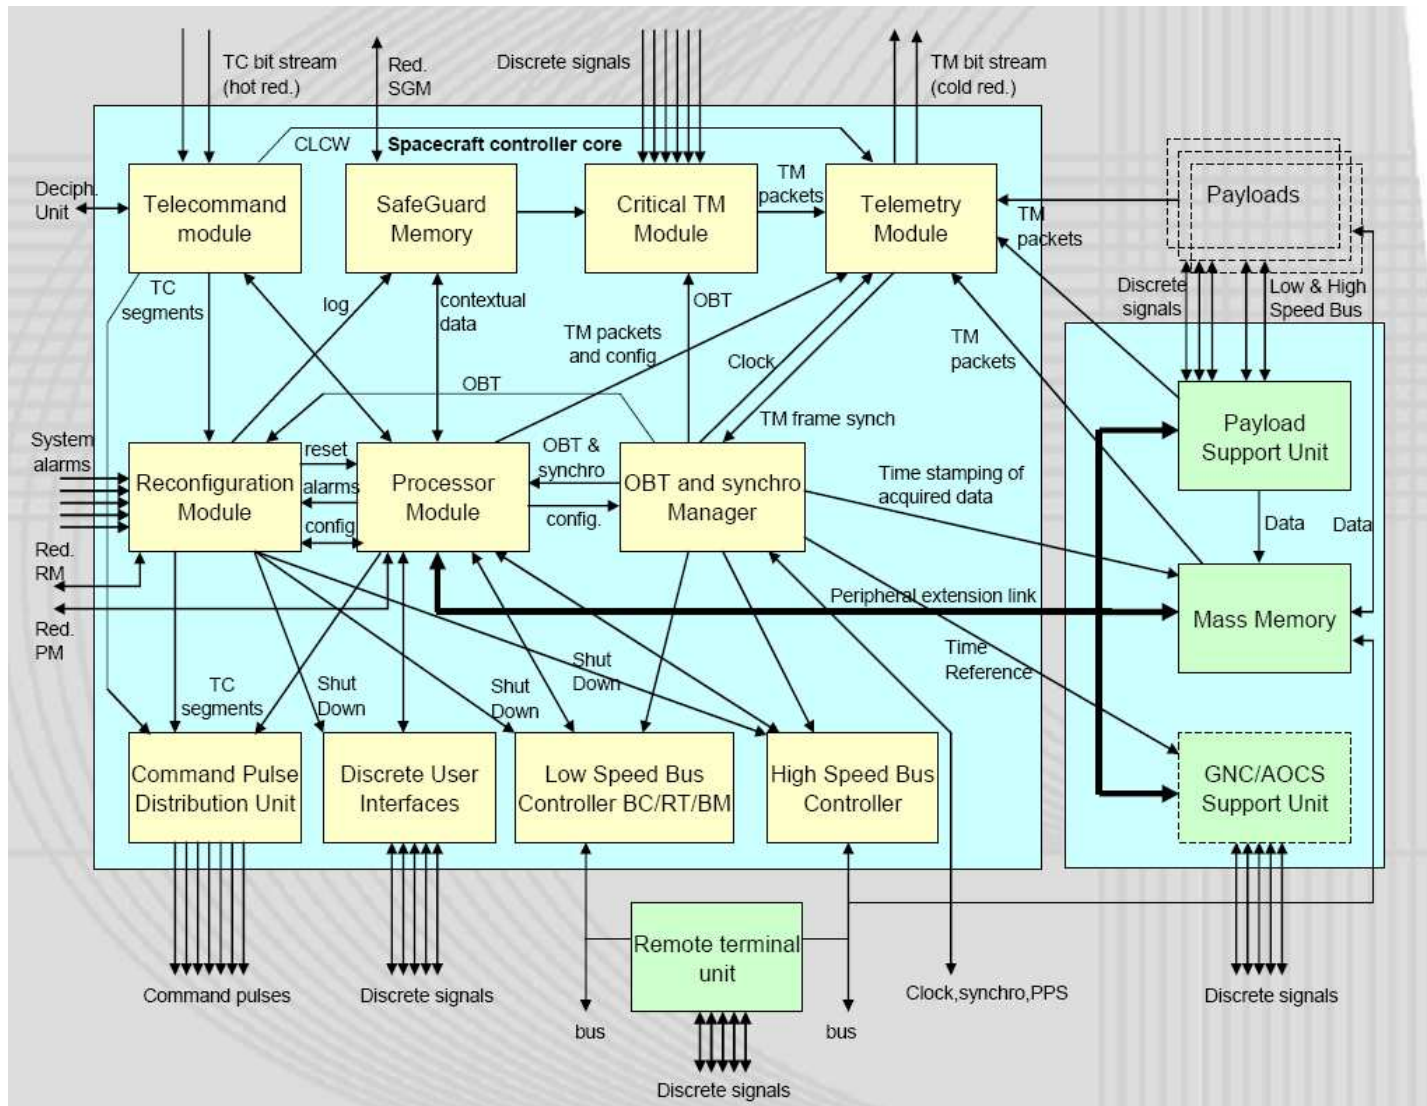 TC bit stream
(hot red.)
Red.
SGM
Discrete signals
TM bit stream
(cold red.)
CLCW
Spacecraft controller core
Deciph.
Unit
Telecommand
module
SafeGuard
Memory
Critical TM
Module
TM
packets
Telemetry
Module
Payloads
TM
packets
TC
segments
log
contextual
data
OBT
TM packets
and config.
Clock
TM
packets
Discrete
signals
Low & High
Speed Bus
OBT
TM frame synch
System
alarms
Reconfiguration
Module
reset
alarms
config
Processor
Module
OBT &
synchro
config.
OBT and synchro
Manager
Time stamping of
acquired data
Payload
Support Unit
Data
Data
Red.
RM
Red.
PM
Peripheral extension link
Mass Memory
Time
Reference
TC
segments
Shut
Down
Shut
Down
Shut
Down
Command Pulse
Distribution Unit
Discrete User
Interfaces
Low Speed Bus
Controller BC/RT/BM
High Speed Bus
Controller
GNC/AOCS
Support Unit
Remote terminal
unit
Command pulses
Discrete signals
bus
bus
Clock,synchro,PPS
Discrete signals
Discrete signals